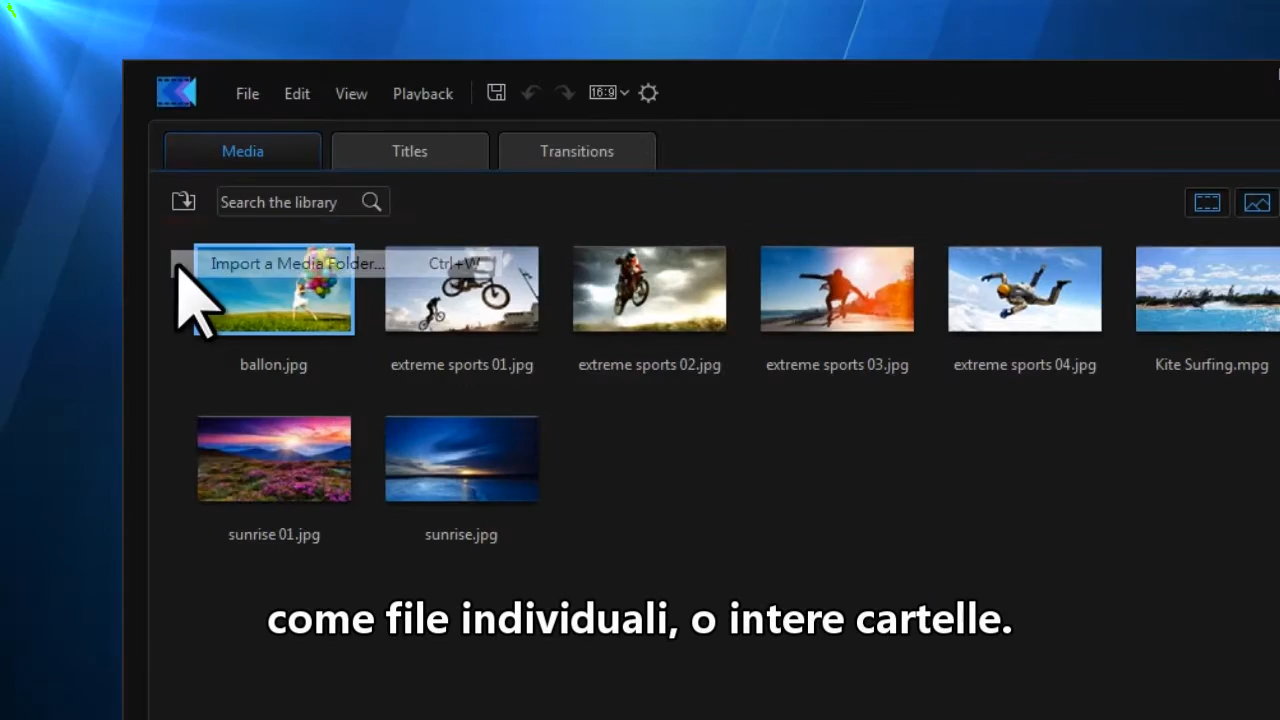 File Edit View Playback 16:9
Media Titles Transitions
Search the library
Import a Media Folder... Ctrl+W
ballon.jpg extreme sports 01.jpg extreme sports 02.jpg extreme sports 03.jpg extreme sports 04.jpg Kite Surfing.mpg
sunrise 01.jpg sunrise.jpg
come file individuali, o intere cartelle.